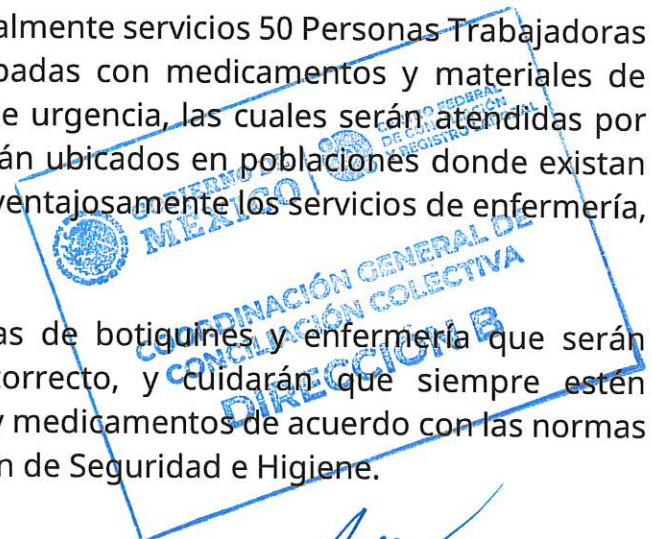 almente servicios 50 Personas Trabajadoras
padas con medicamentos y materiales de
e urgencia, las cuales serán atendidas por
án ubicados en poblaciones donde existan
ventajosamente los servicios de enfermería,
GOBIERNO DE
MÉXICO
CENTRO FEDERAL
DE CONCILIACIÓN
Y REGISTRO LABORAL
COORDINACIÓN GENERAL DE
CONCILIACIÓN COLECTIVA
DIRECCIÓN B
as de botiquines y enfermería que serán
correcto, y cuidarán que siempre estén
y medicamentos de acuerdo con las normas
n de Seguridad e Higiene.